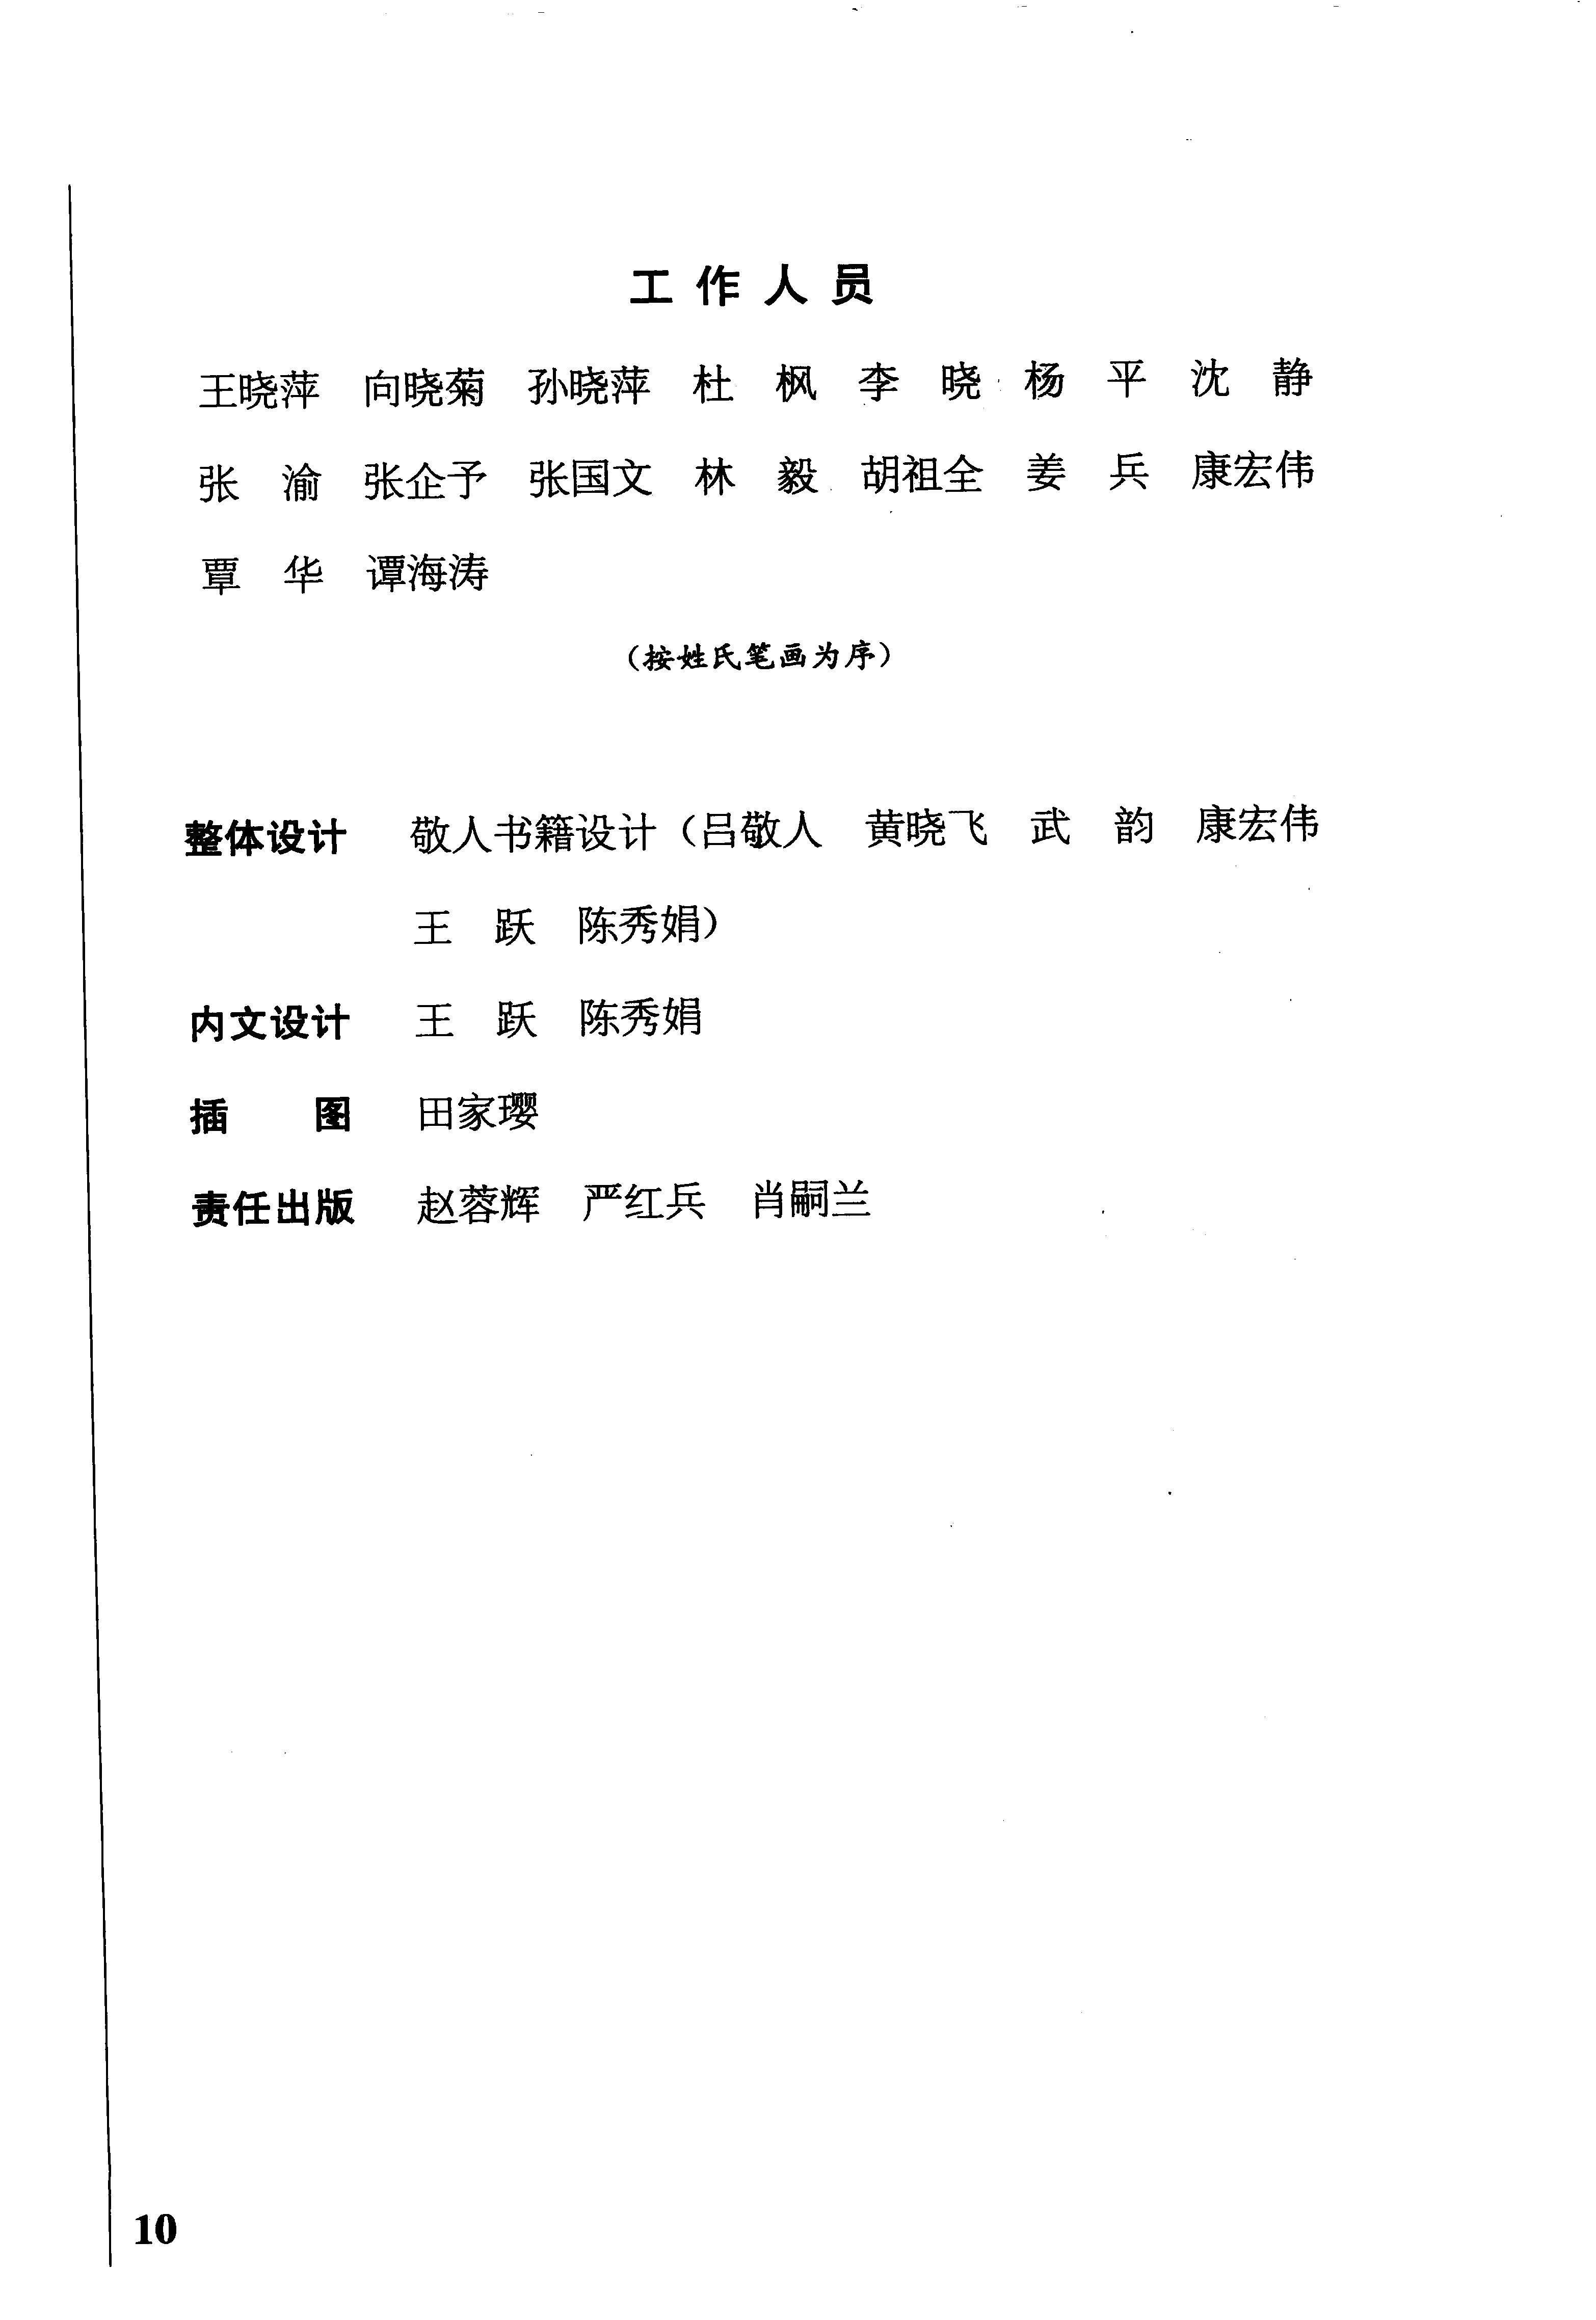 工作人员
王晓萍 向晓菊 孙晓萍 杜 枫 李 晓 杨 平 沈 静
张 渝 张企予 张国文 林 毅 胡祖全 姜 兵 康宏伟
覃 华 谭海涛
（按姓氏笔画为序）
整体设计 敬人书籍设计（吕敬人 黄晓飞 武 韵 康宏伟
王 跃 陈秀娟）
内文设计 王 跃 陈秀娟
插 图 田家璎
责任出版 赵蓉辉 严红兵 肖嗣兰
10